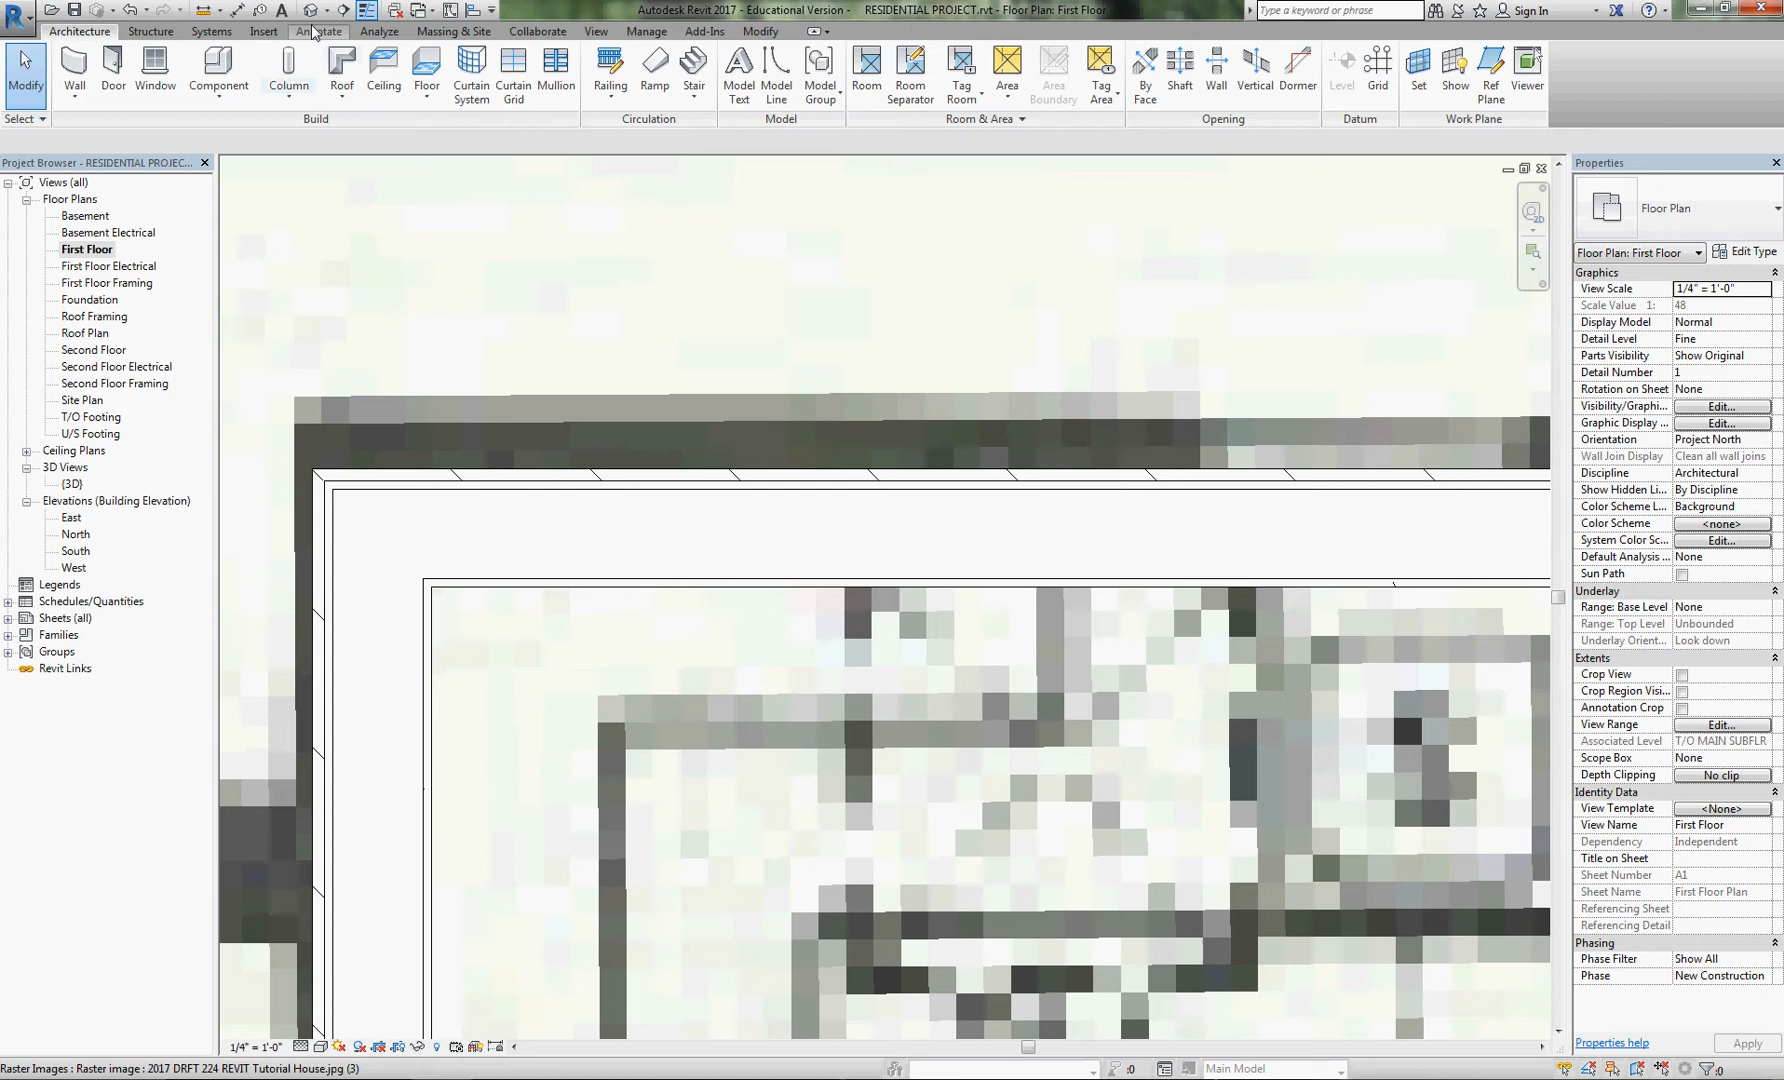 Autodesk Revit 2017 - Educational Version - RESIDENTIAL PROJECT.rvt - Floor Plan: First Floor
Type a keyword or phrase
Sign In
Architecture Structure Systems Insert Annotate Analyze Massing & Site Collaborate View Manage Add-Ins Modify
Modify Wall Door Window Component Column Roof Ceiling Floor Curtain System Curtain Grid Mullion Railing Ramp Stair Model Text Model Line Model Group Room Room Separator Tag Room Area Area Boundary Tag Area By Face Shaft Wall Vertical Dormer Level Grid Set Show Ref Plane Viewer
Select Build Circulation Model Room & Area Opening Datum Work Plane
Project Browser - RESIDENTIAL PROJEC...
Views (all)
Floor Plans
Basement
Basement Electrical
First Floor
First Floor Electrical
First Floor Framing
Foundation
Roof Framing
Roof Plan
Second Floor
Second Floor Electrical
Second Floor Framing
Site Plan
T/O Footing
U/S Footing
Ceiling Plans
3D Views
{3D}
Elevations (Building Elevation)
East
North
South
West
Legends
Schedules/Quantities
Sheets (all)
Families
Groups
Revit Links
2D
Properties
Floor Plan
Floor Plan: First Floor Edit Type
Graphics
View Scale 1/4" = 1'-0"
Scale Value 1: 48
Display Model Normal
Detail Level Fine
Parts Visibility Show Original
Detail Number 1
Rotation on Sheet None
Visibility/Graphi... Edit...
Graphic Display ... Edit...
Orientation Project North
Wall Join Display Clean all wall joins
Discipline Architectural
Show Hidden Li... By Discipline
Color Scheme L... Background
Color Scheme <none>
System Color Sc... Edit...
Default Analysis ... None
Sun Path
Underlay
Range: Base Level None
Range: Top Level Unbounded
Underlay Orient... Look down
Extents
Crop View
Crop Region Visi...
Annotation Crop
View Range Edit...
Associated Level T/O MAIN SUBFLR
Scope Box None
Depth Clipping No clip
Identity Data
View Template <None>
View Name First Floor
Dependency Independent
Title on Sheet
Sheet Number A1
Sheet Name First Floor Plan
Referencing Sheet
Referencing Detail
Phasing
Phase Filter Show All
Phase New Construction
Properties help Apply
1/4" = 1'-0"
Raster Images : Raster image : 2017 DRFT 224 REVIT Tutorial House.jpg (3)
:0 Main Model :0